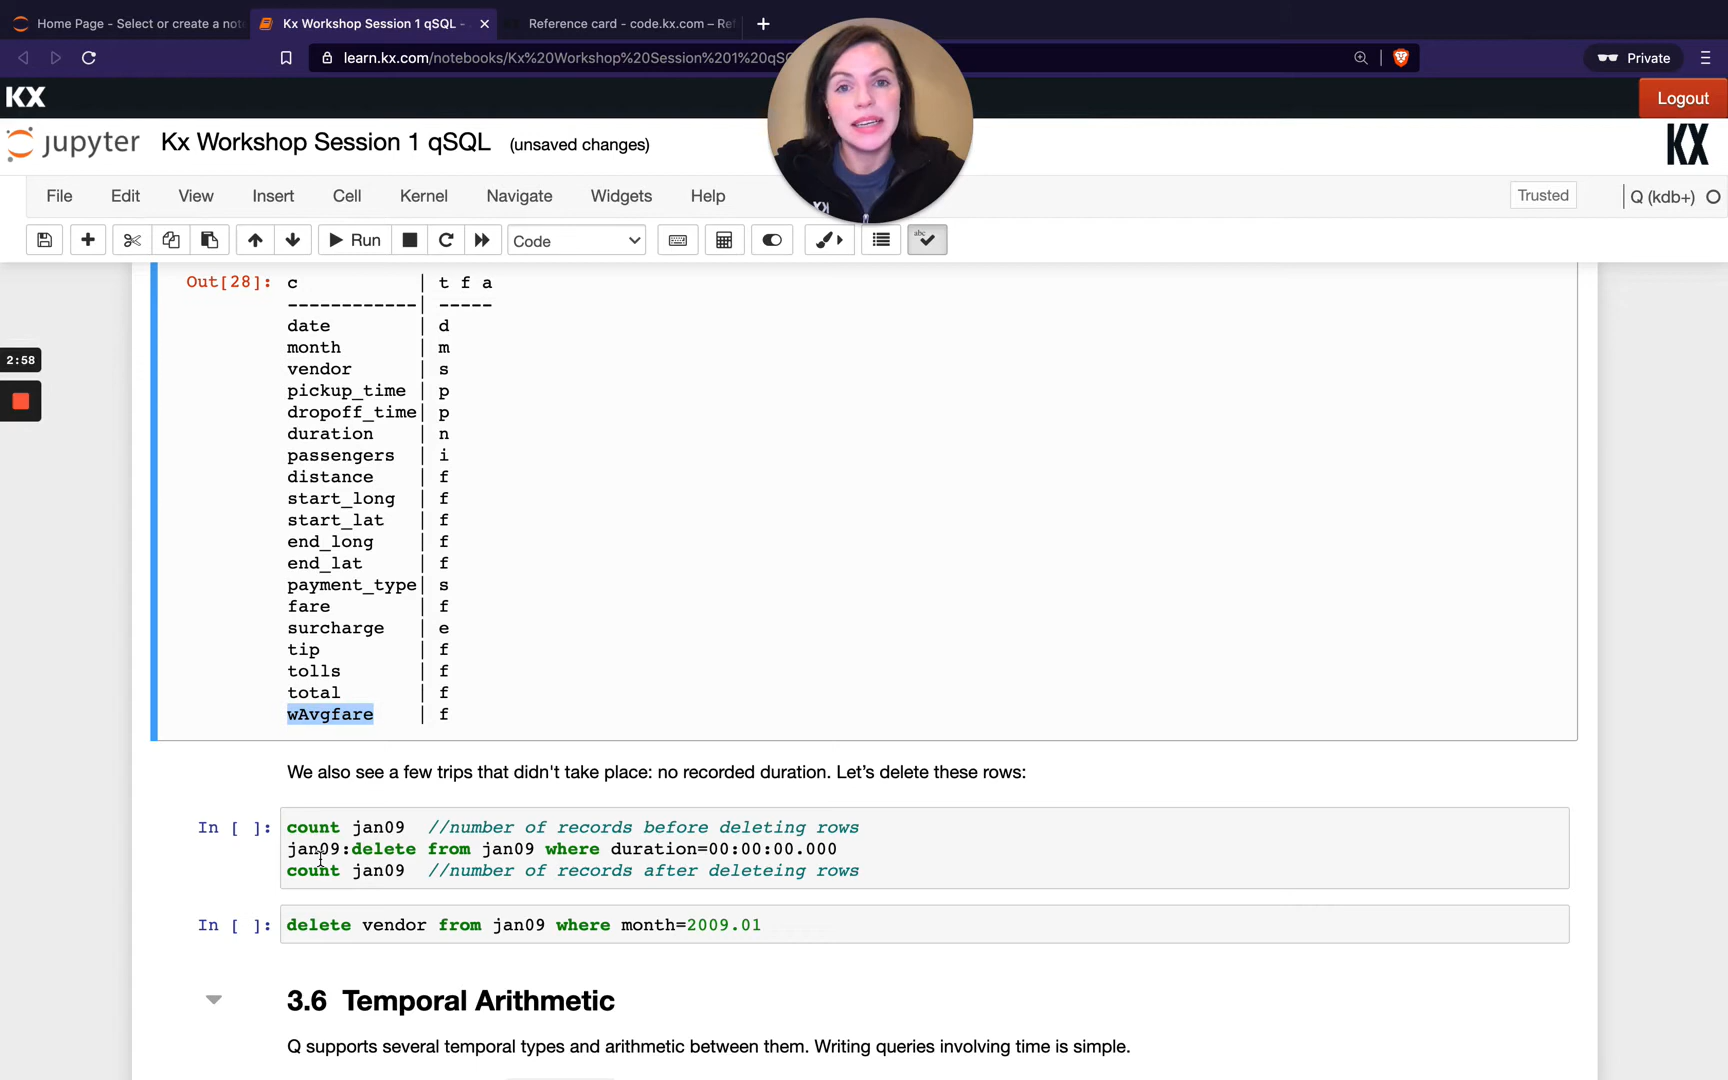 Home Page - Select or create a not
Kx Workshop Session 1 qSQL -
Reference card - code.kx.com – Ref
learn.kx.com/notebooks/Kx%20Workshop%20Session%201%20qSQ
Private
KX
Logout
jupyter
Kx Workshop Session 1 qSQL (unsaved changes)
KX
File
Edit
View
Insert
Cell
Kernel
Navigate
Widgets
Help
Trusted
Q (kdb+)
Run
Code
abc
2:58
Out[28]:
c | t f a
------------| -----
date | d
month | m
vendor | s
pickup_time | p
dropoff_time| p
duration | n
passengers | i
distance | f
start_long | f
start_lat | f
end_long | f
end_lat | f
payment_type| s
fare | f
surcharge | e
tip | f
tolls | f
total | f
wAvgfare | f
We also see a few trips that didn't take place: no recorded duration. Let's delete these rows:
In [ ]:
count jan09 //number of records before deleting rows
jan09:delete from jan09 where duration=00:00:00.000
count jan09 //number of records after deleteing rows
In [ ]:
delete vendor from jan09 where month=2009.01
3.6 Temporal Arithmetic
Q supports several temporal types and arithmetic between them. Writing queries involving time is simple.